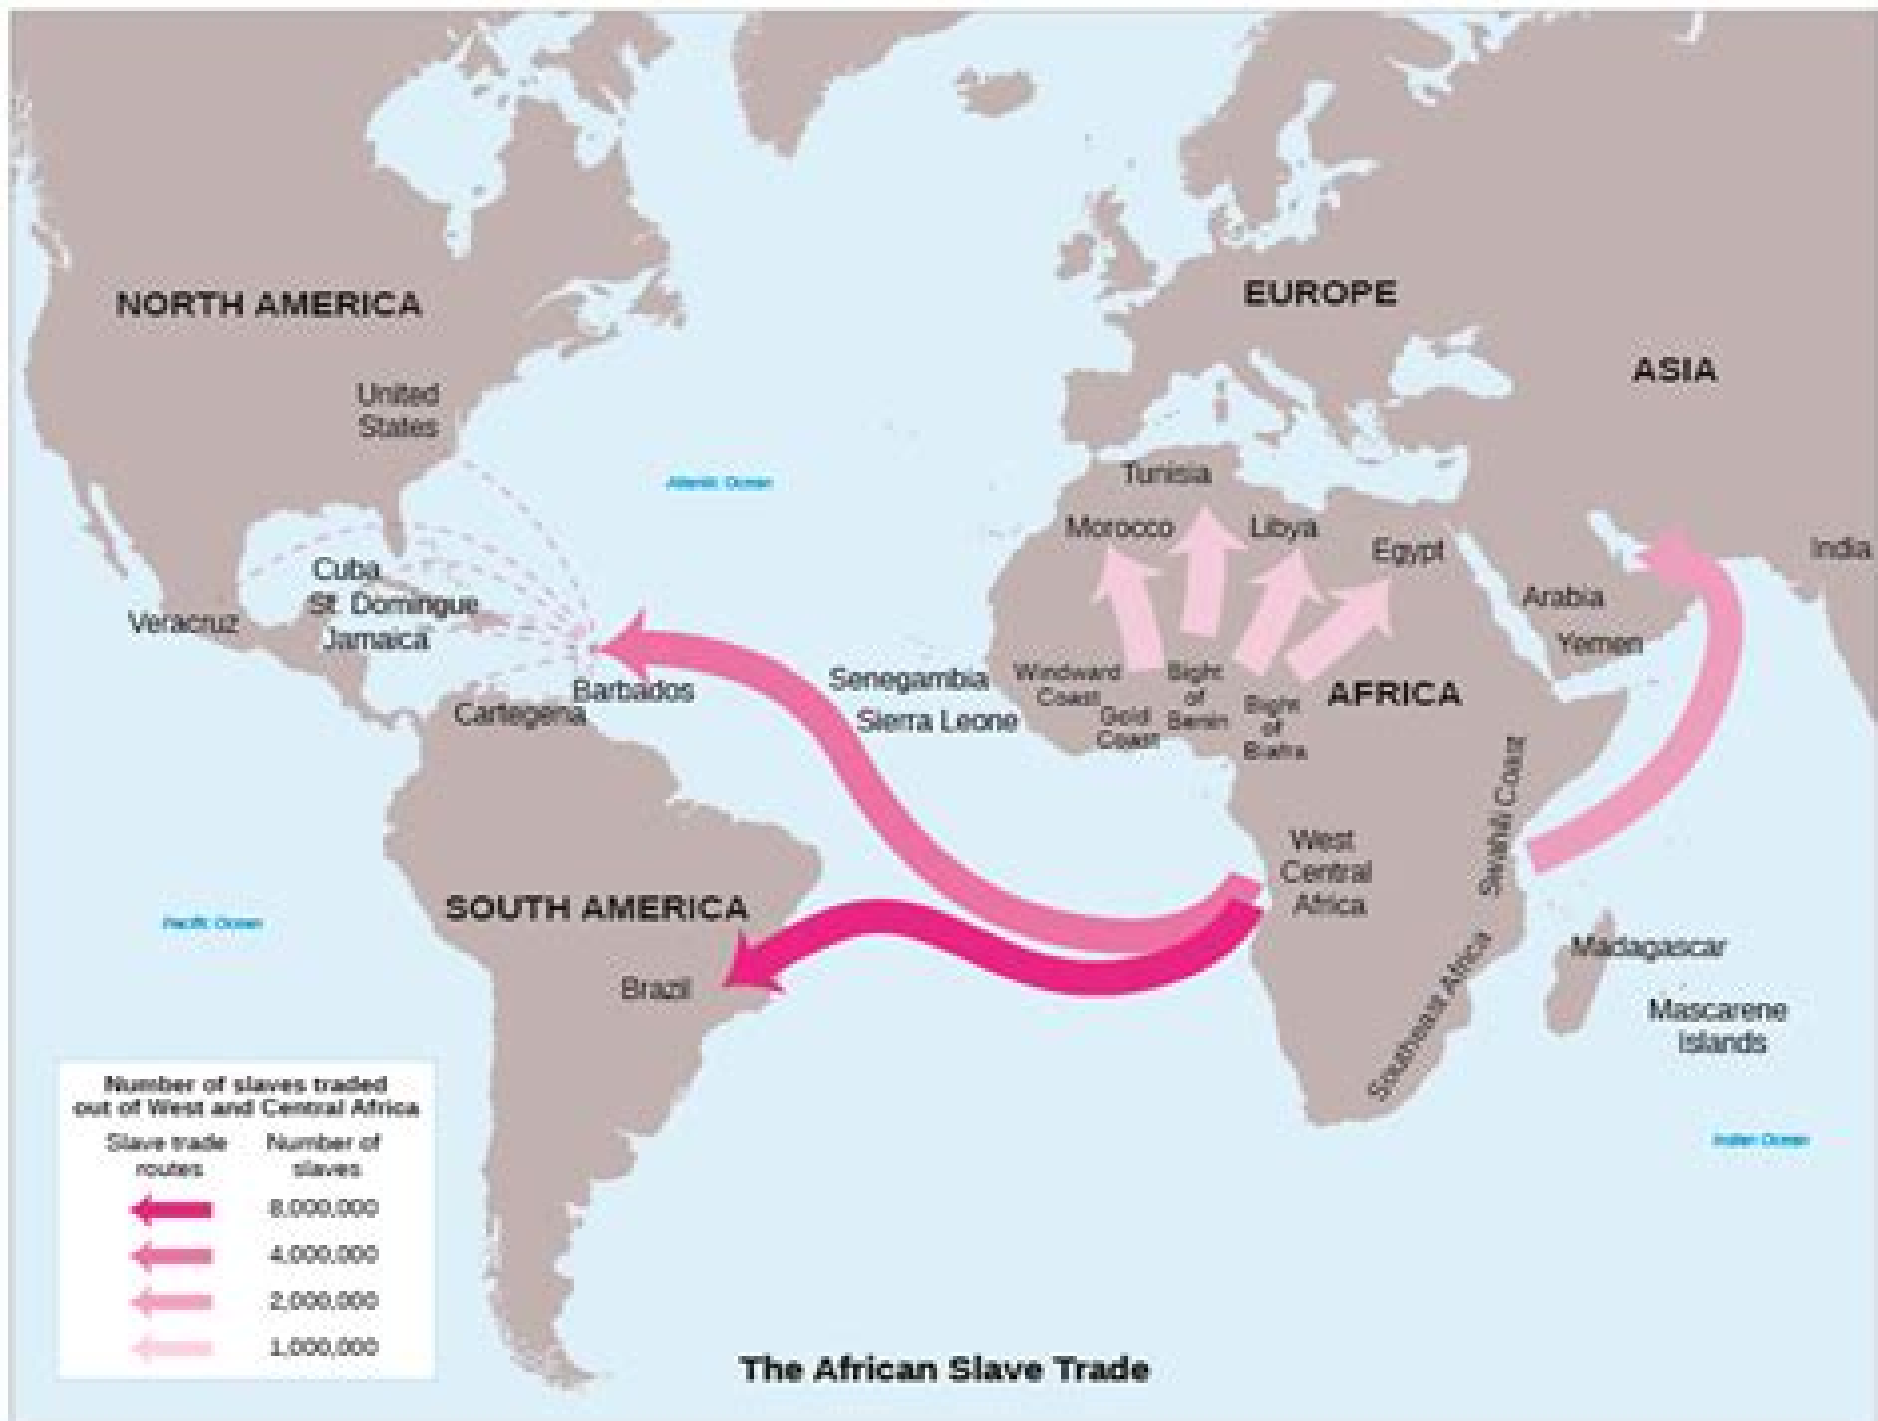 NORTH AMERICA
EUROPE
ASIA
United
States
Atlantic Ocean
Tunisia
Morocco
Libya
Egypt
India
Cuba
St. Domingue
Jamaica
Veracruz
Arabia
Yemen
Barbados
Cartegena
Senegambia
Sierra Leone
Windward
Coast
Gold
Coast
Bight
of
Benin
Bight
of
Biafra
AFRICA
Swahili Coast
West
Central
Africa
SOUTH AMERICA
Pacific Ocean
Brazil
Southeast Africa
Madagascar
Mascarene
Islands
Indian Ocean
Number of slaves traded
out of West and Central Africa
Slave trade
routes
Number of
slaves
8,000,000
4,000,000
2,000,000
1,000,000
The African Slave Trade